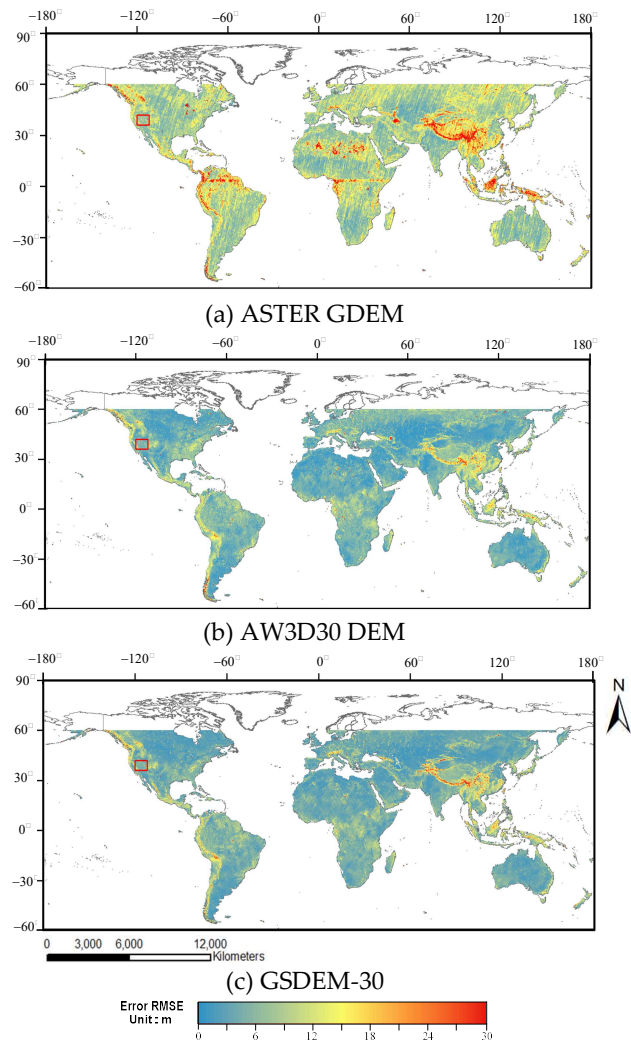 −180□ −120□ −60□ 0□ 60□ 120□ 180□
90□
60□
30□
0□
−30□
−60□
(a) ASTER GDEM
−180□ −120□ −60□ 0□ 60□ 120□ 180□
90□
60□
30□
0□
−30□
−60□
(b) AW3D30 DEM
−180□ −120□ −60□ 0□ 60□ 120□ 180□
N
90□
60□
30□
0□
−30□
−60□
0 3,000 6,000 12,000
Kilometers
(c) GSDEM-30
Error RMSE
Unit: m
0 6 12 18 24 30